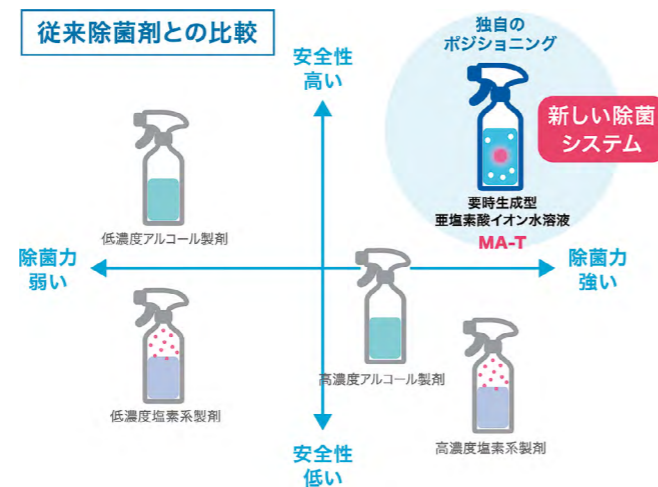 従来除菌剤との比較
独自の
ポジショニング
安全性
高い
新しい除菌
システム
要時生成型
亜塩素酸イオン水溶液
MA-T
低濃度アルコール製剤
除菌力
弱い
除菌力
強い
高濃度アルコール製剤
低濃度塩素系製剤
高濃度塩素系製剤
安全性
低い